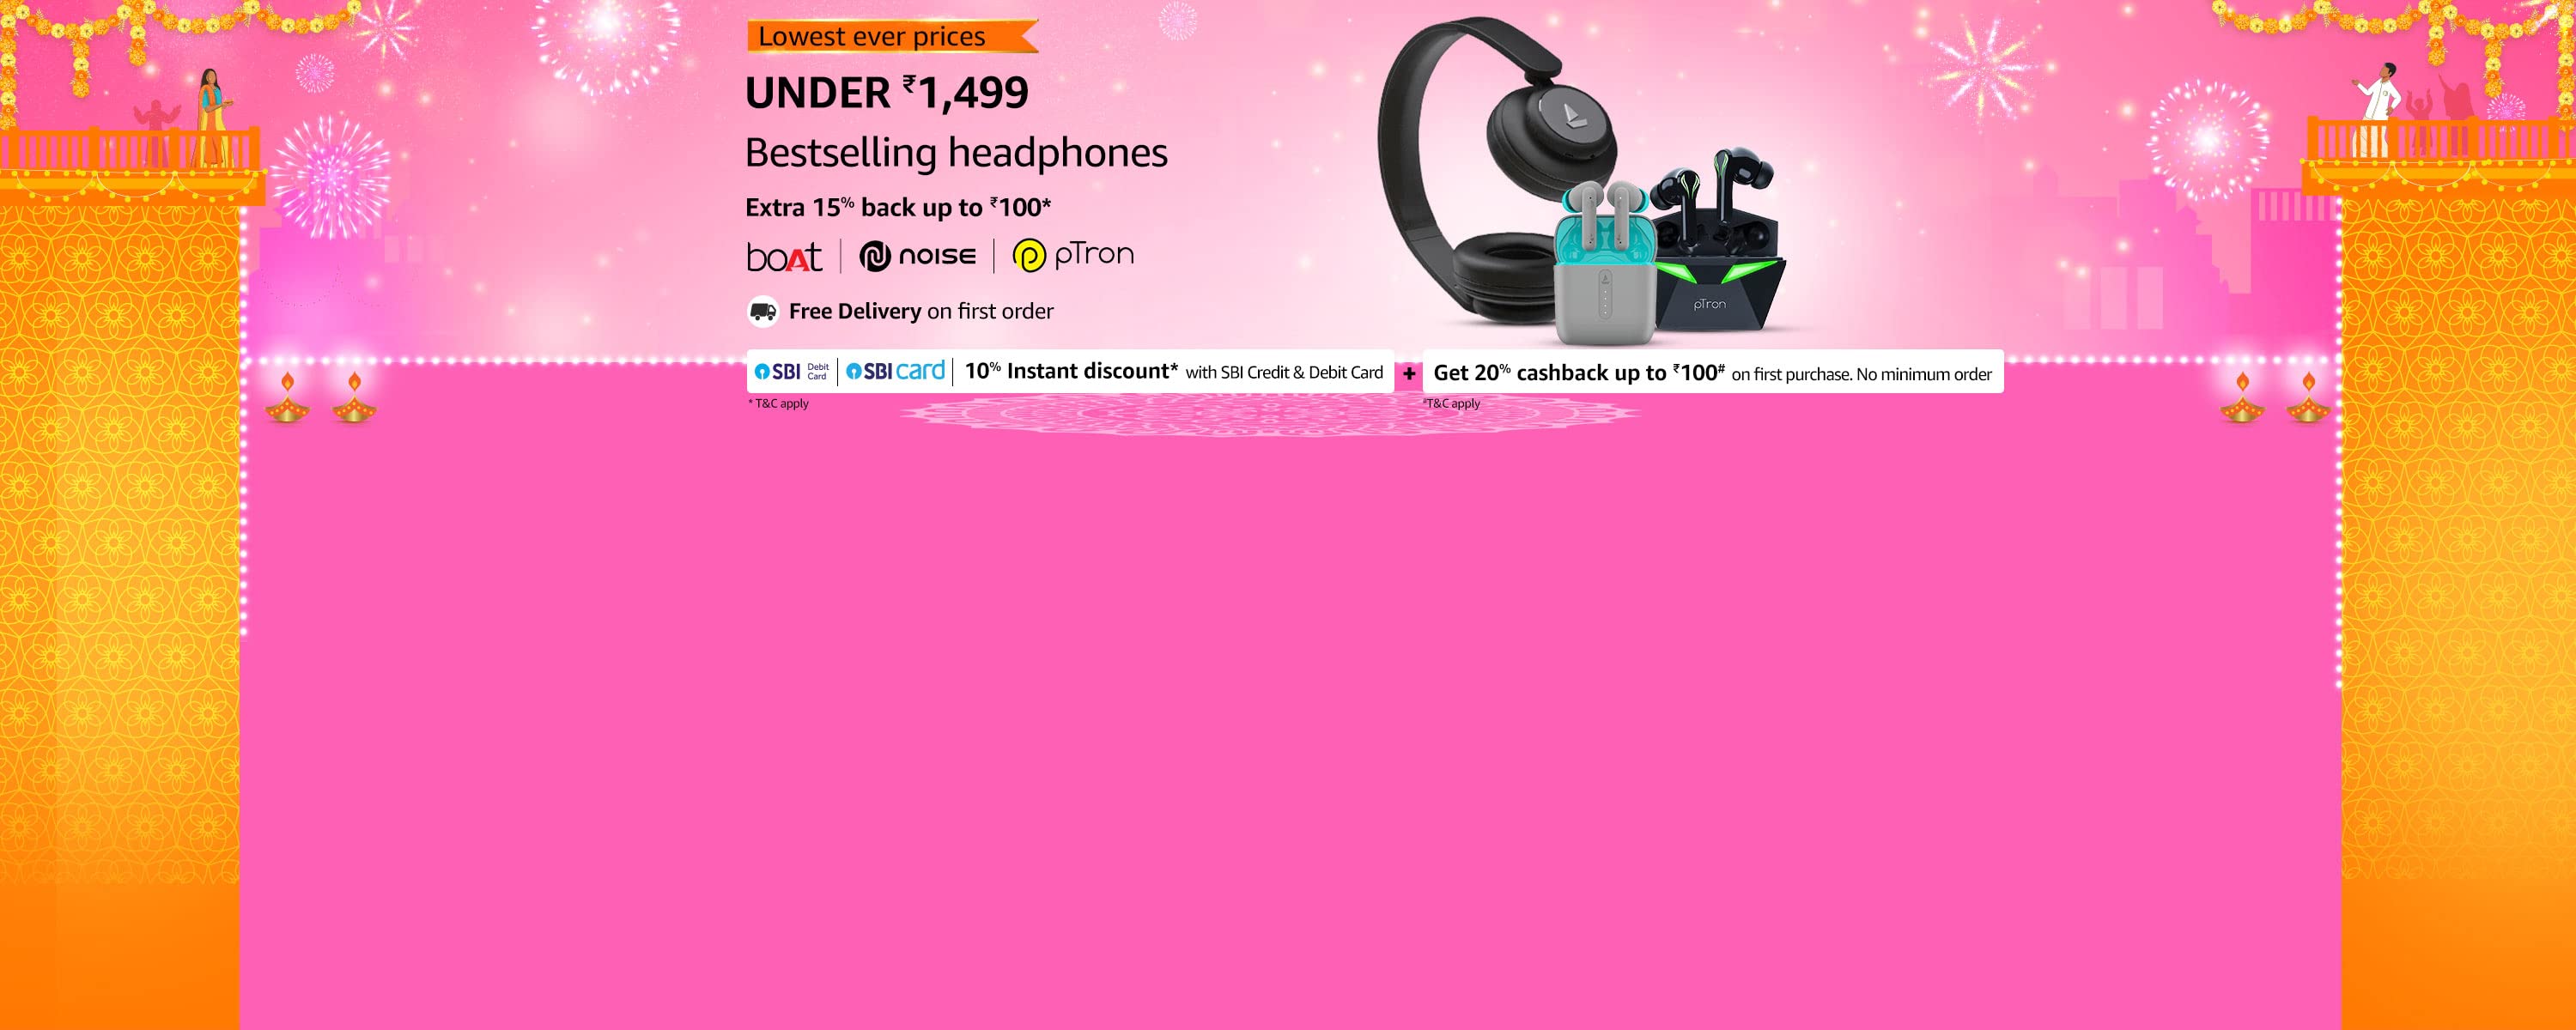 Lowest ever prices
UNDER ₹1,499
Bestselling headphones
Extra 15% back up to ₹100*
boAt | noise | pTron
pTron
Free Delivery on first order
SBI Debit Card | SBI card | 10% Instant discount* with SBI Credit & Debit Card + Get 20% cashback up to ₹100# on first purchase. No minimum order
* T&C apply
#T&C apply